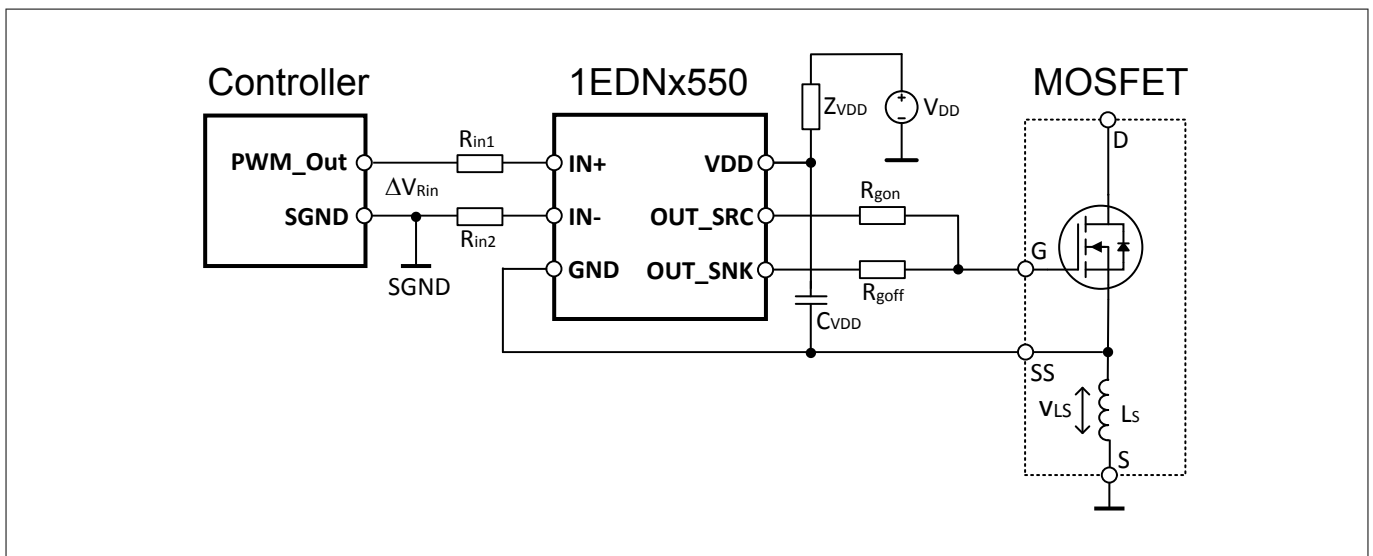 Controller
1EDNx550
MOSFET
PWM_Out
SGND
SGND
Rin1
ΔVRin
Rin2
IN+
IN-
GND
VDD
OUT_SRC
OUT_SNK
ZVDD
+
-
VDD
Rgon
Rgoff
CVDD
D
G
SS
VLS
LS
S